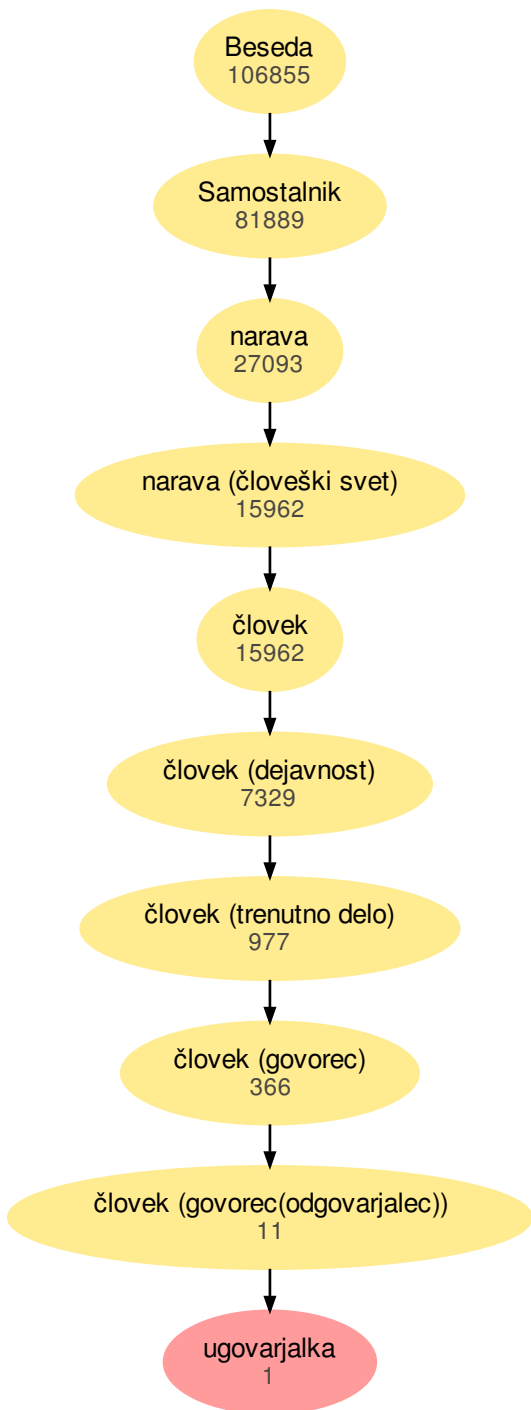 Beseda
106855
Samostalnik
81889
narava
27093
narava (človeški svet)
15962
človek
15962
človek (dejavnost)
7329
človek (trenutno delo)
977
človek (govorec)
366
človek (govorec(odgovarjalec))
11
ugovarjalka
1